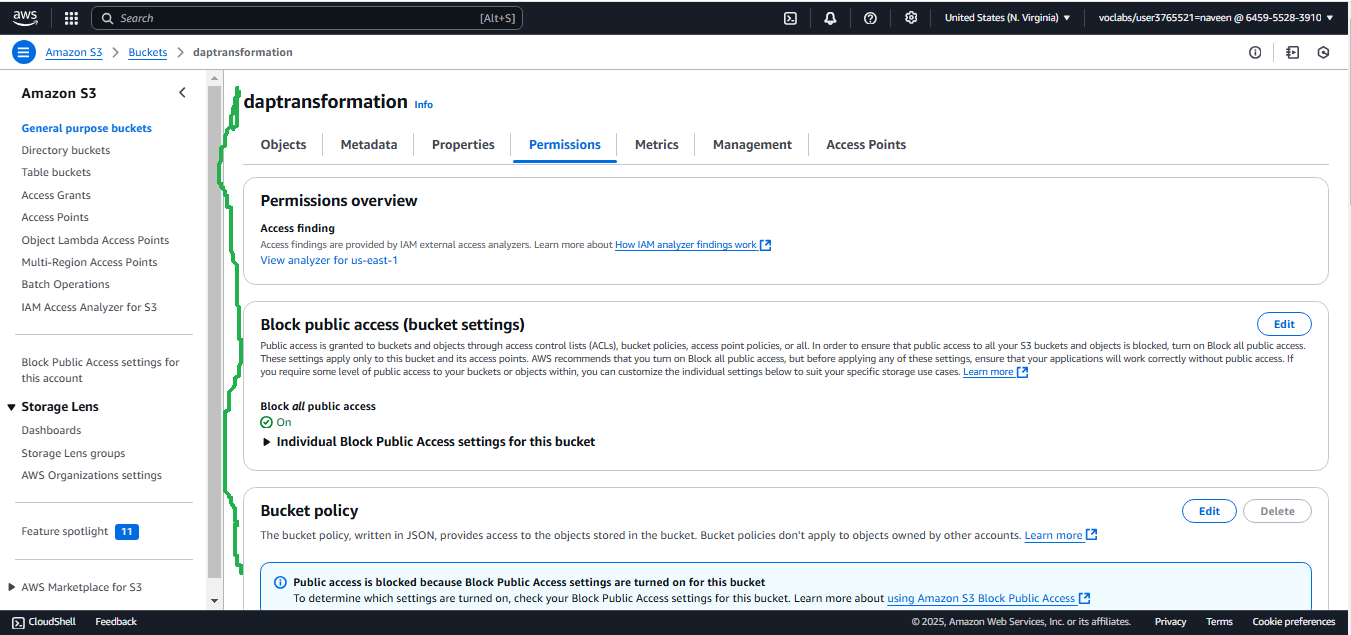 aws
Search [Alt+S]
United States (N. Virginia)
voclabs/user3765521=naveen @ 6459-5528-3910
Amazon S3
Buckets
daptransformation
Amazon S3
General purpose buckets
Directory buckets
Table buckets
Access Grants
Access Points
Object Lambda Access Points
Multi-Region Access Points
Batch Operations
IAM Access Analyzer for S3
Block Public Access settings for
this account
Storage Lens
Dashboards
Storage Lens groups
AWS Organizations settings
Feature spotlight 11
AWS Marketplace for S3
daptransformation Info
Objects
Metadata
Properties
Permissions
Metrics
Management
Access Points
Permissions overview
Access finding
Access findings are provided by IAM external access analyzers. Learn more about How IAM analyzer findings work
View analyzer for us-east-1
Block public access (bucket settings)
Edit
Public access is granted to buckets and objects through access control lists (ACLs), bucket policies, access point policies, or all. In order to ensure that public access to all your S3 buckets and objects is blocked, turn on Block all public access.
These settings apply only to this bucket and its access points. AWS recommends that you turn on Block all public access, but before applying any of these settings, ensure that your applications will work correctly without public access. If
you require some level of public access to your buckets or objects within, you can customize the individual settings below to suit your specific storage use cases. Learn more
Block all public access
On
Individual Block Public Access settings for this bucket
Bucket policy
Edit
Delete
The bucket policy, written in JSON, provides access to the objects stored in the bucket. Bucket policies don't apply to objects owned by other accounts. Learn more
Public access is blocked because Block Public Access settings are turned on for this bucket
To determine which settings are turned on, check your Block Public Access settings for this bucket. Learn more about using Amazon S3 Block Public Access
CloudShell
Feedback
© 2025, Amazon Web Services, Inc. or its affiliates.
Privacy
Terms
Cookie preferences